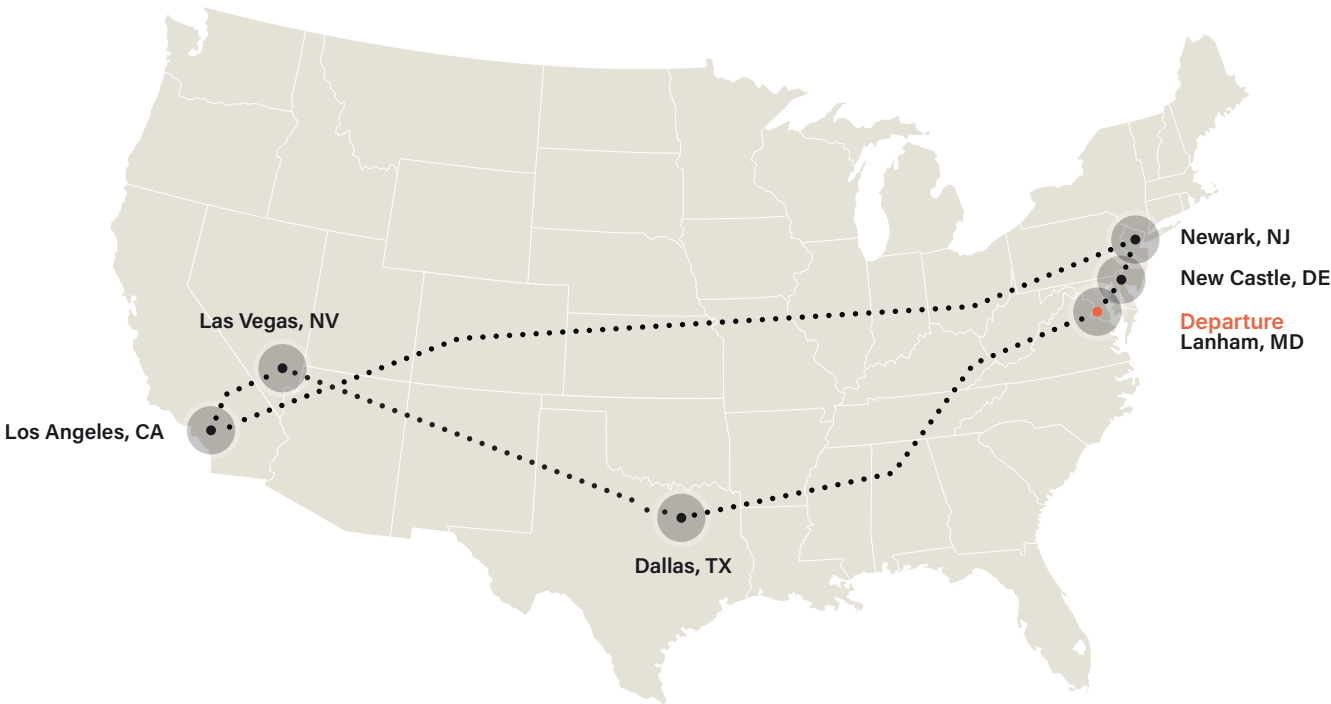 Newark, NJ
New Castle, DE
Departure
Lanham, MD
Las Vegas, NV
Los Angeles, CA
Dallas, TX